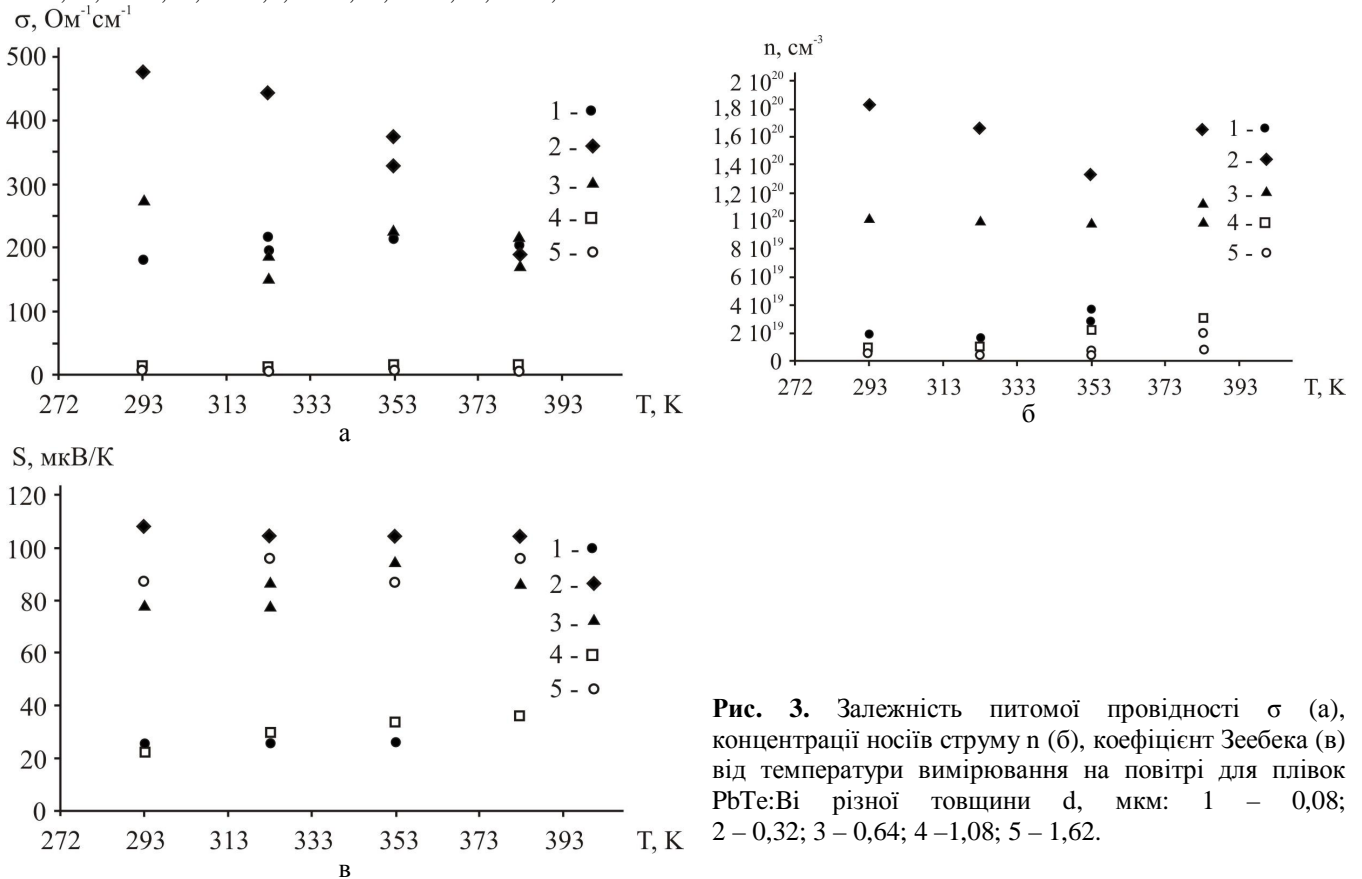 σ, Ом⁻¹см⁻¹
500
400
300
200
100
0
272 293 313 333 353 373 393 T, K
1 -
2 -
3 -
4 -
5 -
а
n, см⁻³
2 10²⁰
1,8 10²⁰
1,6 10²⁰
1,4 10²⁰
1,2 10²⁰
1 10²⁰
8 10¹⁹
6 10¹⁹
4 10¹⁹
2 10¹⁹
0
272 293 313 333 353 373 393 T, K
1 -
2 -
3 -
4 -
5 -
б
S, мкВ/К
120
100
80
60
40
20
0
272 293 313 333 353 373 393 T, K
1 -
2 -
3 -
4 -
5 -
в
Рис. 3. Залежність питомої провідності σ (а),
концентрації носіїв струму n (б), коефіцієнт Зеебека (в)
від температури вимірювання на повітрі для плівок
PbTe:Bi різної товщини d, мкм: 1 – 0,08;
2 – 0,32; 3 – 0,64; 4 –1,08; 5 – 1,62.